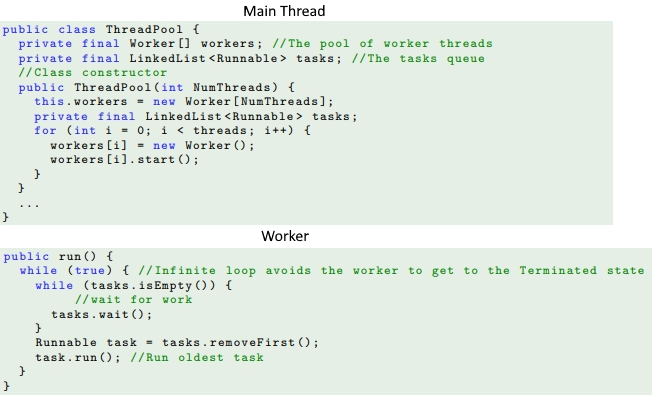 Main Thread
public class ThreadPool {
private final Worker[] workers; //The pool of worker threads
private final LinkedList<Runnable> tasks; //The tasks queue
//Class constructor
public ThreadPool(int NumThreads) {
this.workers = new Worker[NumThreads];
private final LinkedList<Runnable> tasks;
for (int i = 0; i < threads; i++) {
workers[i] = new Worker();
workers[i].start();
}
}
...
}
Worker
public run() {
while (true) { //Infinite loop avoids the worker to get to the Terminated state
while (tasks.isEmpty()) {
//wait for work
tasks.wait();
}
Runnable task = tasks.removeFirst();
task.run(); //Run oldest task
}
}